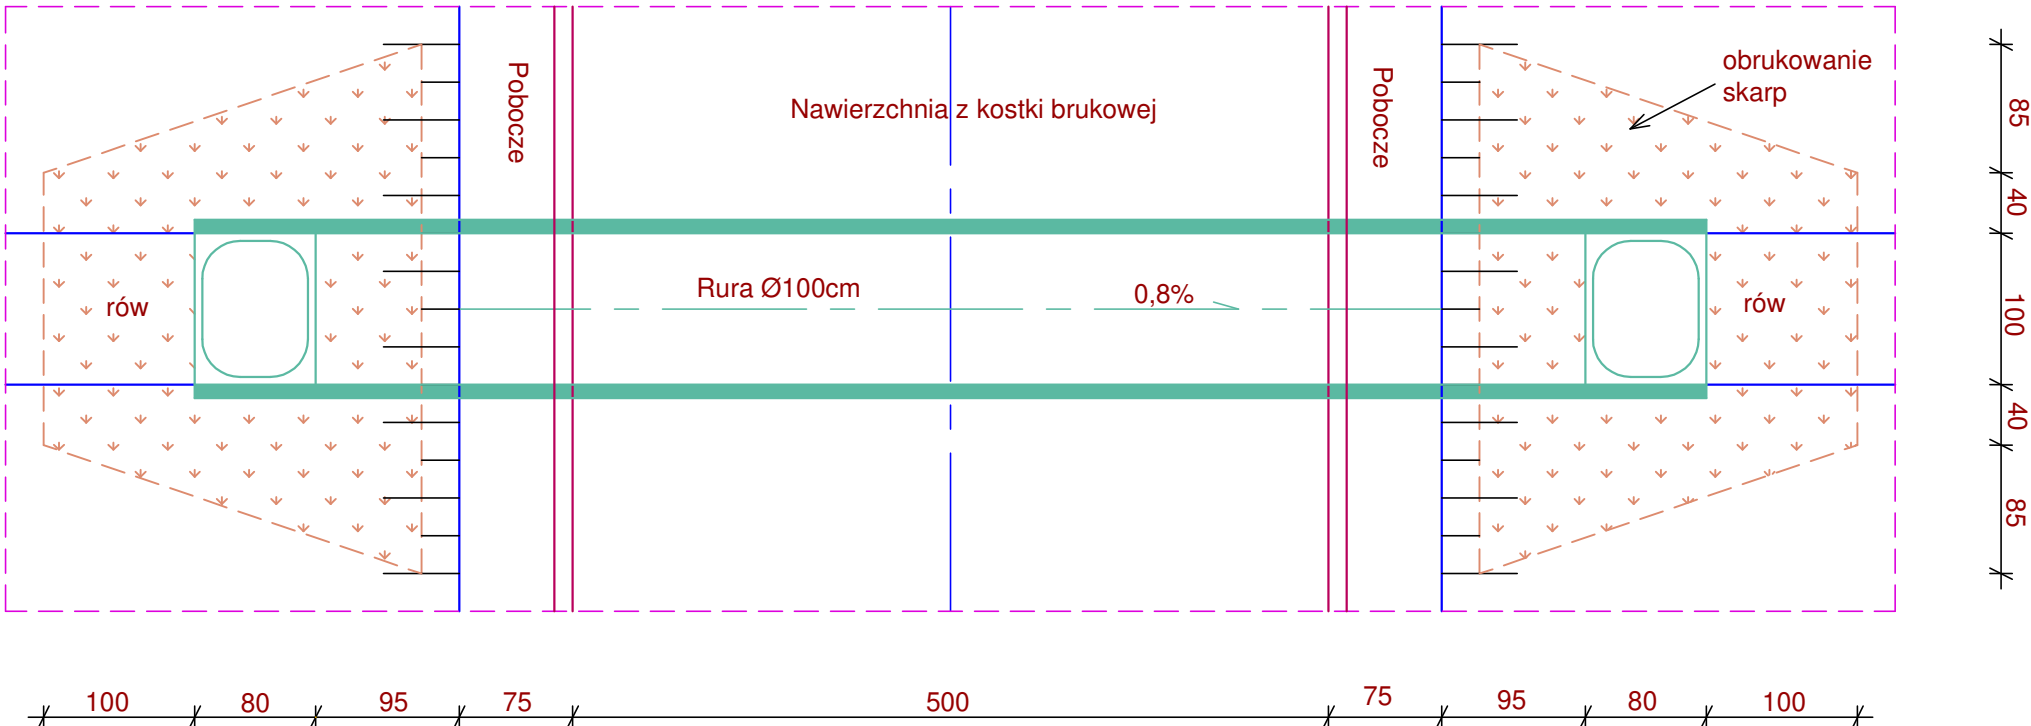 obrukowanie
skarp
Pobocze
Nawierzchnia z kostki brukowej
Pobocze
rów
Rura Ø100cm
0,8%
rów
85
40
100
40
85
100
80
95
75
500
75
95
80
100